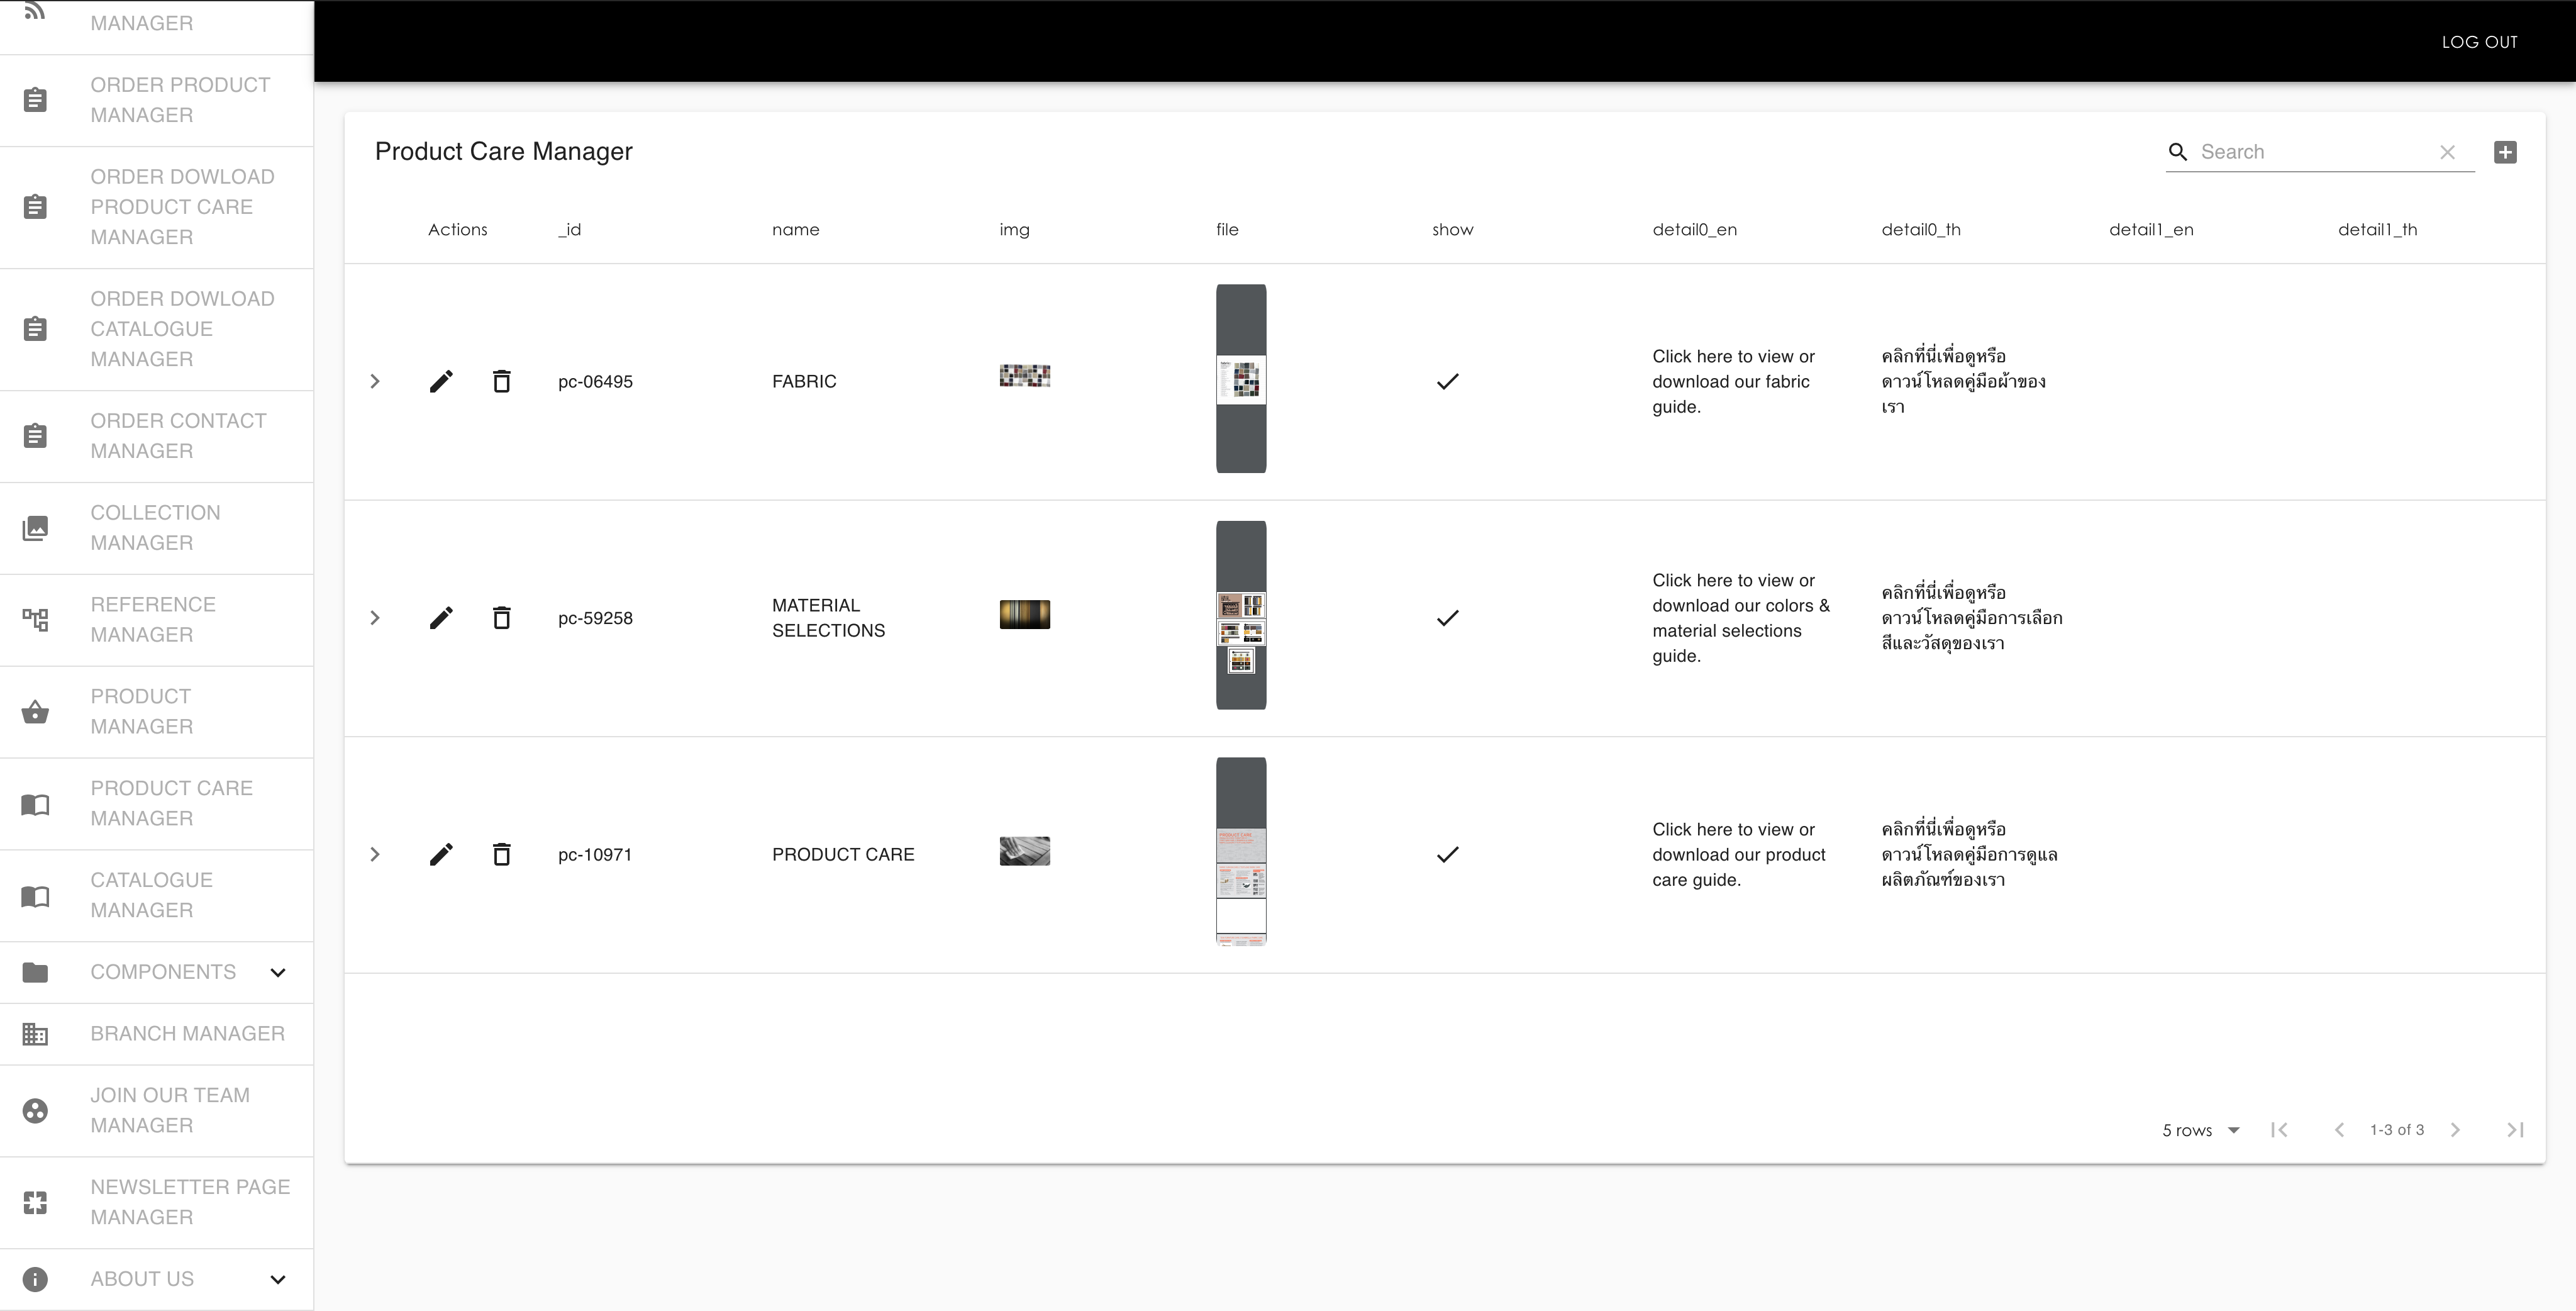 MANAGER
ORDER PRODUCT
MANAGER
ORDER DOWLOAD
PRODUCT CARE
MANAGER
ORDER DOWLOAD
CATALOGUE
MANAGER
ORDER CONTACT
MANAGER
COLLECTION
MANAGER
REFERENCE
MANAGER
PRODUCT
MANAGER
PRODUCT CARE
MANAGER
CATALOGUE
MANAGER
COMPONENTS
BRANCH MANAGER
JOIN OUR TEAM
MANAGER
NEWSLETTER PAGE
MANAGER
ABOUT US
LOG OUT
Product Care Manager
Search
Actions _id name img file show detail0_en detail0_th detail1_en detail1_th
pc-06495
FABRIC
Click here to view or
download our fabric
guide.
คลิกที่นี่เพื่อดูหรือ
ดาวน์โหลดคู่มือผ้าของ
เรา
pc-59258
MATERIAL
SELECTIONS
Click here to view or
download our colors &
material selections
guide.
คลิกที่นี่เพื่อดูหรือ
ดาวน์โหลดคู่มือการเลือก
สีและวัสดุของเรา
pc-10971
PRODUCT CARE
Click here to view or
download our product
care guide.
คลิกที่นี่เพื่อดูหรือ
ดาวน์โหลดคู่มือการดูแล
ผลิตภัณฑ์ของเรา
5 rows
1-3 of 3